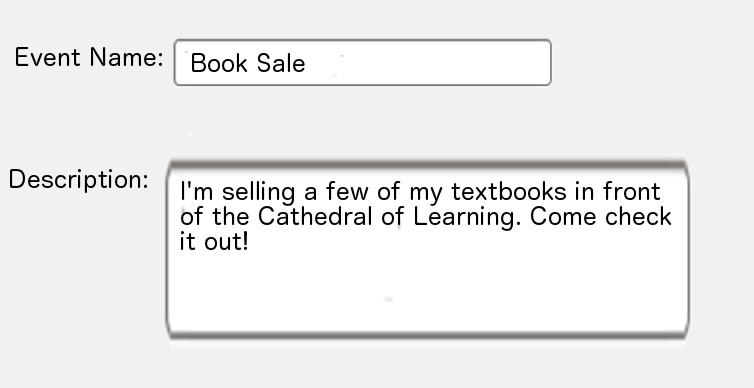 Event Name: Book Sale
Description: I'm selling a few of my textbooks in front
of the Cathedral of Learning. Come check
it out!